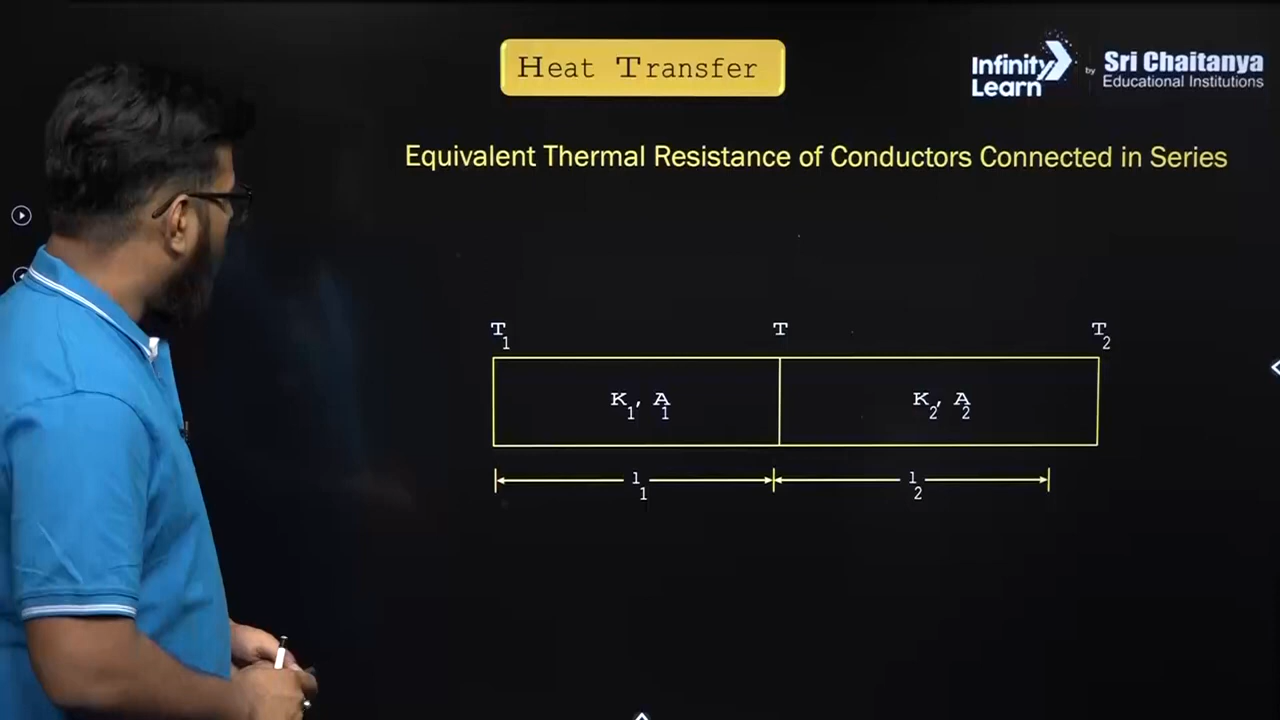 Heat Transfer
Infinity Learn by Sri Chaitanya Educational Institutions
Equivalent Thermal Resistance of Conductors Connected in Series
T1 T T2
K1, A1 K2, A2
l1 l2